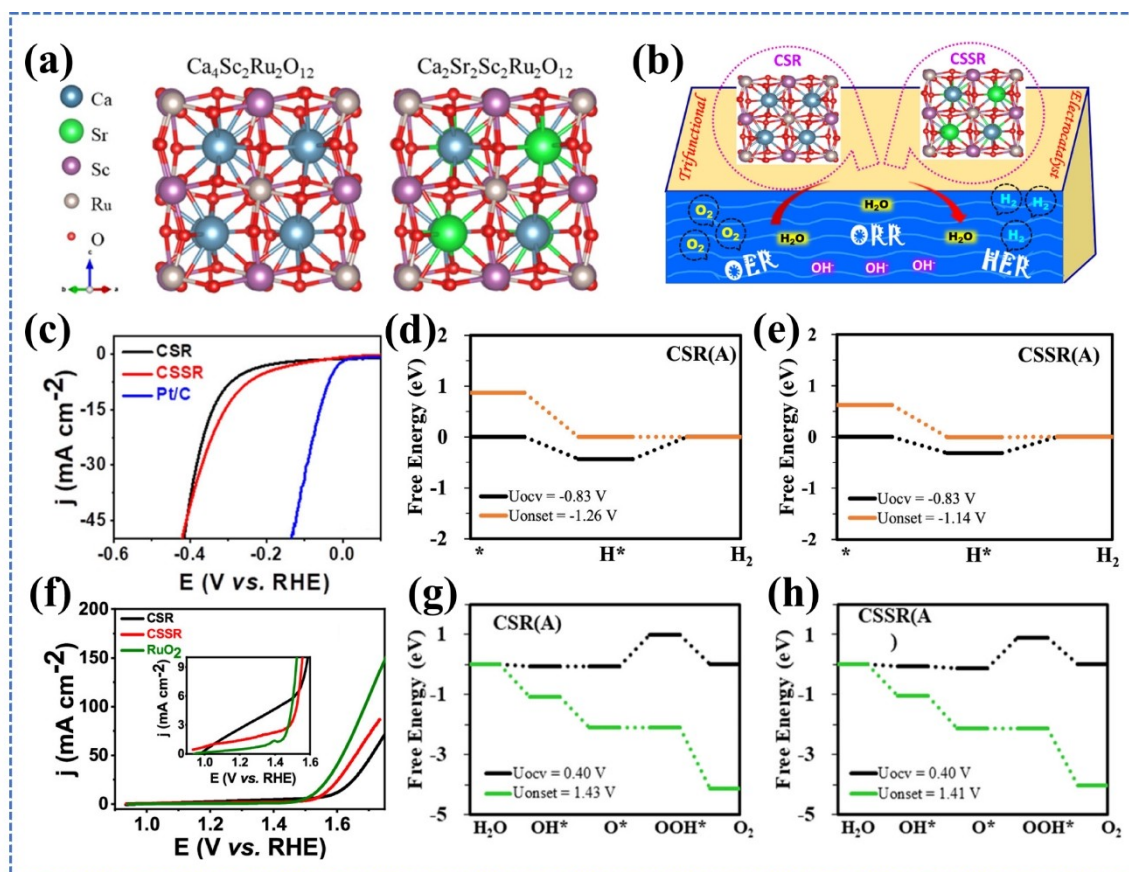 (a)
Ca₄Sc₂Ru₂O₁₂
Ca₂Sr₂Sc₂Ru₂O₁₂
Ca
Sr
Sc
Ru
O
c
b
a
(b)
CSR
CSSR
Trifunctional
Electrocatalyst
O₂
O₂
O₂
H₂O
H₂O
H₂O
H₂
H₂
H₂
OER
ORR
HER
OH⁻
OH⁻
OH⁻
(c)
CSR
CSSR
Pt/C
j (mA cm⁻²)
0
-15
-30
-45
-0.6 -0.4 -0.2 0.0
E (V vs. RHE)
(d)
CSR(A)
Free Energy (eV)
2
1
0
-1
-2
Uocv = -0.83 V
Uonset = -1.26 V
* H* H₂
(e)
CSSR(A)
Free Energy (eV)
2
1
0
-1
-2
Uocv = -0.83 V
Uonset = -1.14 V
* H* H₂
(f)
CSR
CSSR
RuO₂
j (mA cm⁻²)
200
150
100
50
0
1.0 1.2 1.4 1.6
E (V vs. RHE)
j (mA cm⁻²)
9
6
3
0
1.0 1.2 1.4 1.6
E (V vs. RHE)
(g)
CSR(A)
Free Energy (eV)
1
-1
-3
-5
Uocv = 0.40 V
Uonset = 1.43 V
H₂O OH* O* OOH* O₂
(h)
CSSR(A
)
Free Energy (eV)
1
-1
-3
-5
Uocv = 0.40 V
Uonset = 1.41 V
H₂O OH* O* OOH* O₂